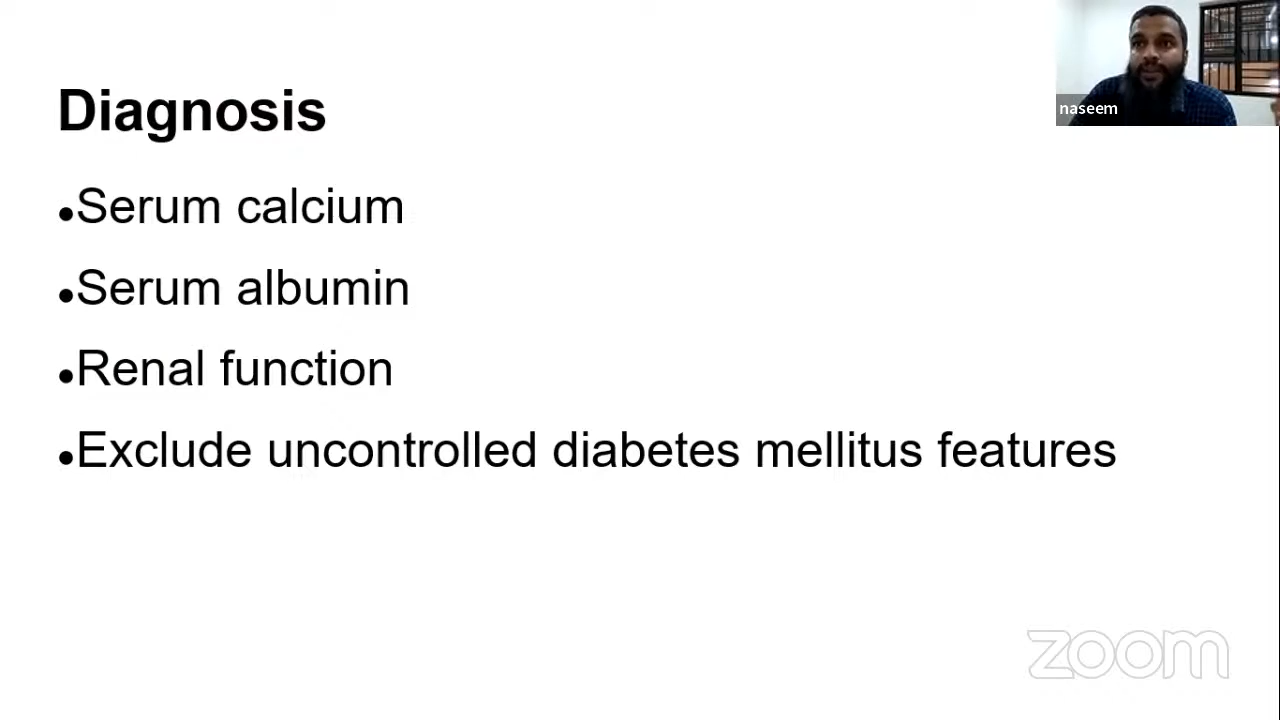 naseem
Diagnosis
•Serum calcium
•Serum albumin
•Renal function
•Exclude uncontrolled diabetes mellitus features
zoom